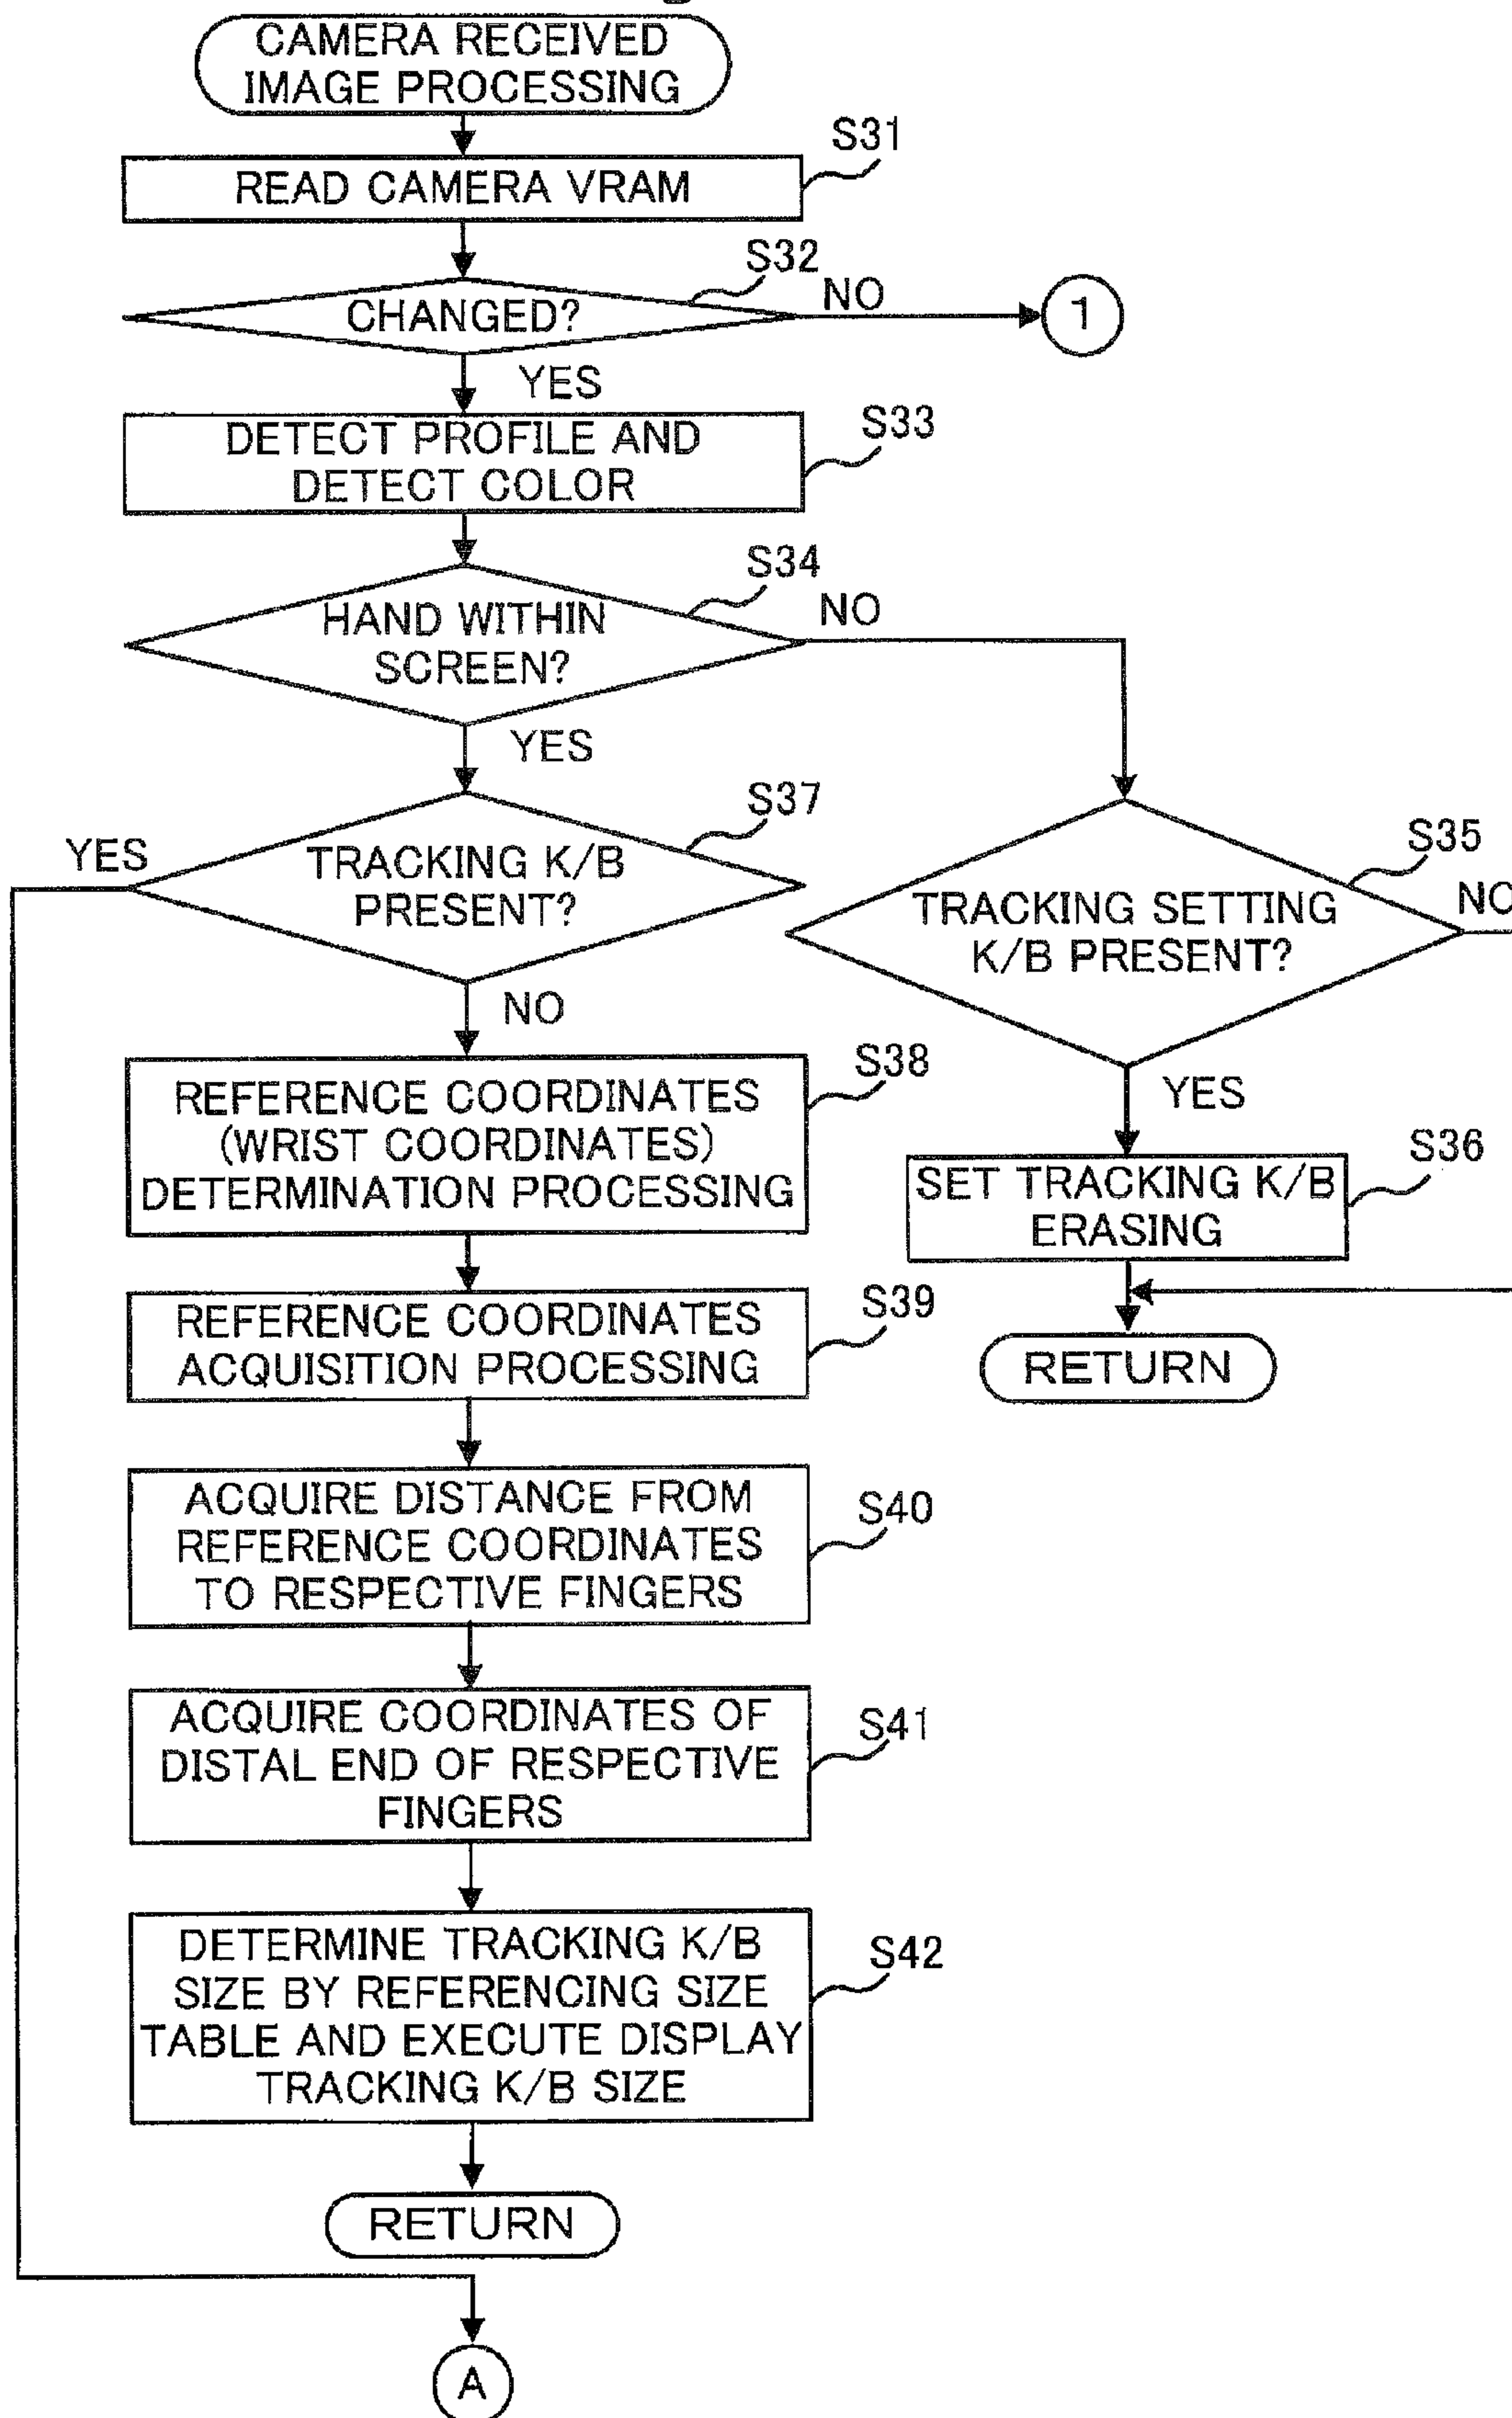 CAMERA RECEIVED
IMAGE PROCESSING
S31
READ CAMERA VRAM
S32
CHANGED?
NO
1
YES
S33
DETECT PROFILE AND
DETECT COLOR
S34
HAND WITHIN
SCREEN?
NO
YES
S37
TRACKING K/B
PRESENT?
YES
NO
S35
TRACKING SETTING
K/B PRESENT?
NO
YES
S36
SET TRACKING K/B
ERASING
RETURN
S38
REFERENCE COORDINATES
(WRIST COORDINATES)
DETERMINATION PROCESSING
S39
REFERENCE COORDINATES
ACQUISITION PROCESSING
S40
ACQUIRE DISTANCE FROM
REFERENCE COORDINATES
TO RESPECTIVE FINGERS
S41
ACQUIRE COORDINATES OF
DISTAL END OF RESPECTIVE
FINGERS
S42
DETERMINE TRACKING K/B
SIZE BY REFERENCING SIZE
TABLE AND EXECUTE DISPLAY
TRACKING K/B SIZE
RETURN
A